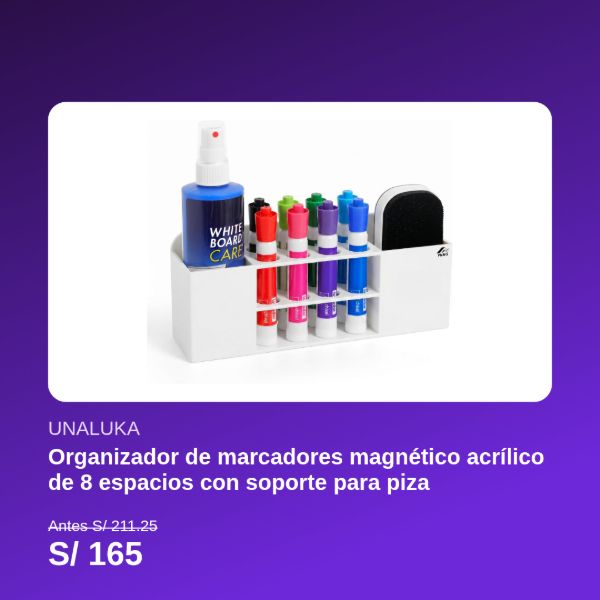 WHITE
BOARD
CARE
UNALUKA
Organizador de marcadores magnético acrílico
de 8 espacios con soporte para piza
Antes S/ 211.25
S/ 165